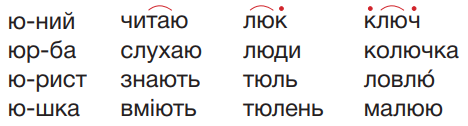 ю-ний читаю люк ключ
юр-ба слухаю люди колючка
ю-рист знають тюль ловлю́
ю-шка вміють тюлень малюю